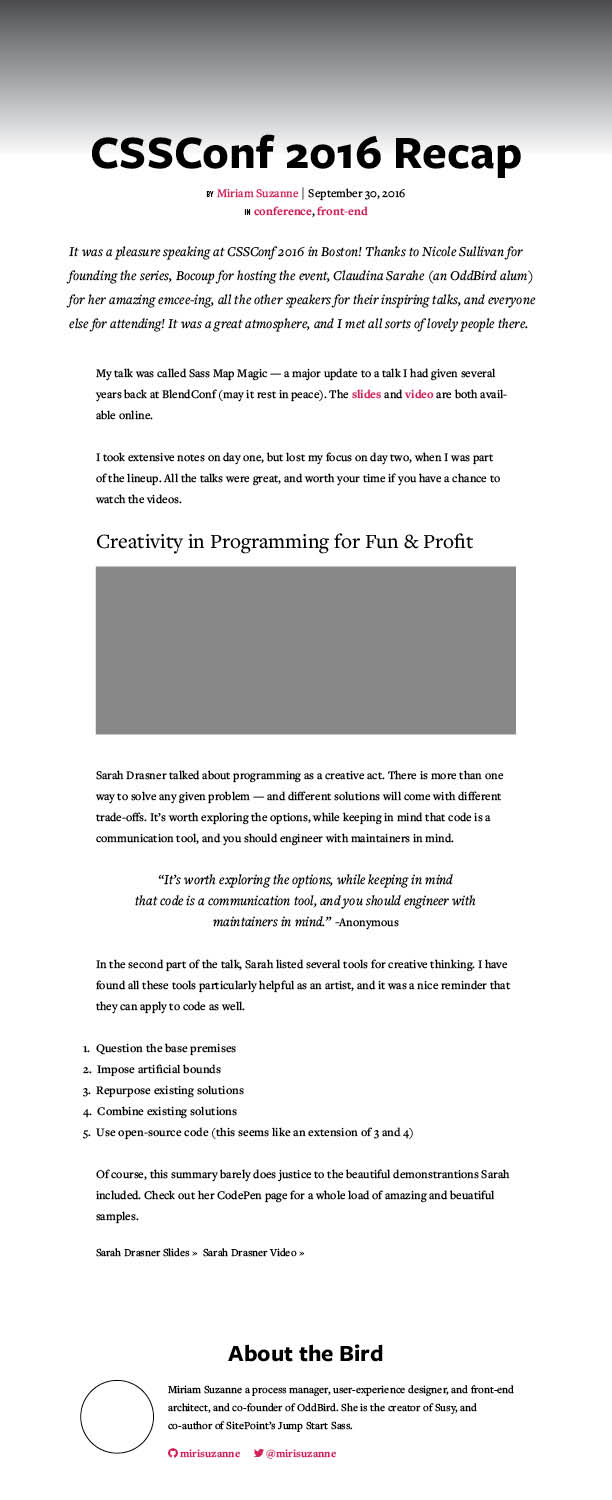 CSSConf 2016 Recap
BY Miriam Suzanne | September 30, 2016
IN conference, front-end
It was a pleasure speaking at CSSConf 2016 in Boston! Thanks to Nicole Sullivan for
founding the series, Bocoup for hosting the event, Claudina Sarahe (an OddBird alum)
for her amazing emcee-ing, all the other speakers for their inspiring talks, and everyone
else for attending! It was a great atmosphere, and I met all sorts of lovely people there.
My talk was called Sass Map Magic — a major update to a talk I had given several
years back at BlendConf (may it rest in peace). The slides and video are both avail-
able online.
I took extensive notes on day one, but lost my focus on day two, when I was part
of the lineup. All the talks were great, and worth your time if you have a chance to
watch the videos.
Creativity in Programming for Fun & Profit
Sarah Drasner talked about programming as a creative act. There is more than one
way to solve any given problem — and different solutions will come with different
trade-offs. It's worth exploring the options, while keeping in mind that code is a
communication tool, and you should engineer with maintainers in mind.
“It's worth exploring the options, while keeping in mind
that code is a communication tool, and you should engineer with
maintainers in mind.” -Anonymous
In the second part of the talk, Sarah listed several tools for creative thinking. I have
found all these tools particularly helpful as an artist, and it was a nice reminder that
they can apply to code as well.
1. Question the base premises
2. Impose artificial bounds
3. Repurpose existing solutions
4. Combine existing solutions
5. Use open-source code (this seems like an extension of 3 and 4)
Of course, this summary barely does justice to the beautiful demonstrantions Sarah
included. Check out her CodePen page for a whole load of amazing and beuatiful
samples.
Sarah Drasner Slides » Sarah Drasner Video »
About the Bird
Miriam Suzanne a process manager, user-experience designer, and front-end
architect, and co-founder of OddBird. She is the creator of Susy, and
co-author of SitePoint's Jump Start Sass.
mirisuzanne @mirisuzanne